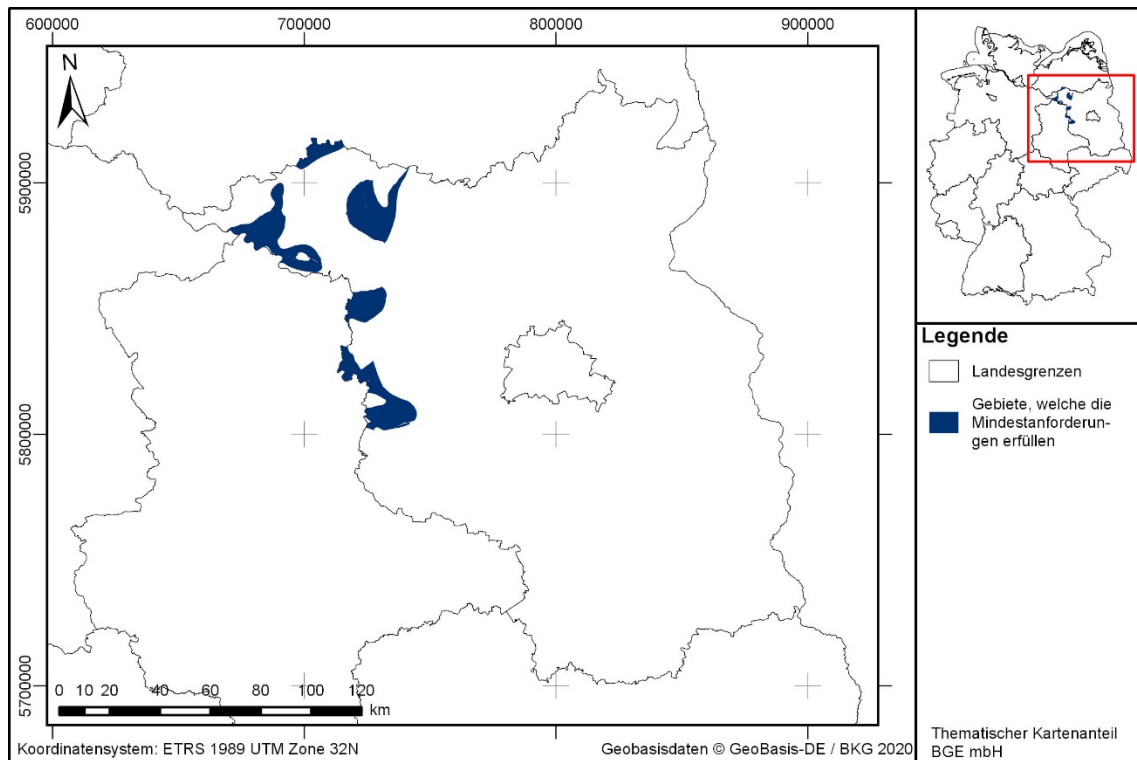 600000
700000
800000
900000
N
5900000
5800000
5700000
0 10 20 40 60 80 100 120
km
Koordinatensystem: ETRS 1989 UTM Zone 32N
Geobasisdaten © GeoBasis-DE / BKG 2020
Legende
Landesgrenzen
Gebiete, welche die
Mindestanforderun-
gen erfüllen
Thematischer Kartenanteil
BGE mbH